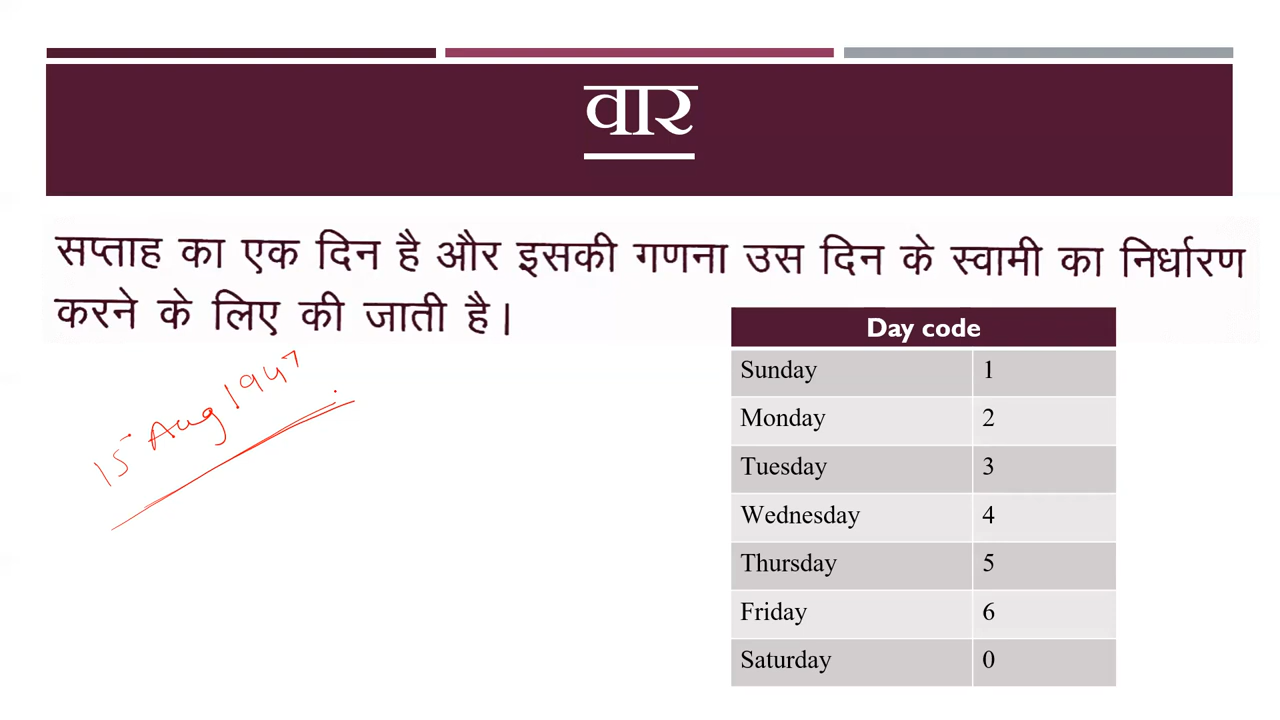 वार
सप्ताह का एक दिन है और इसकी गणना उस दिन के स्वामी का निर्धारण
करने के लिए की जाती है।
15 Aug 1947
Day code
Sunday 1
Monday 2
Tuesday 3
Wednesday 4
Thursday 5
Friday 6
Saturday 0